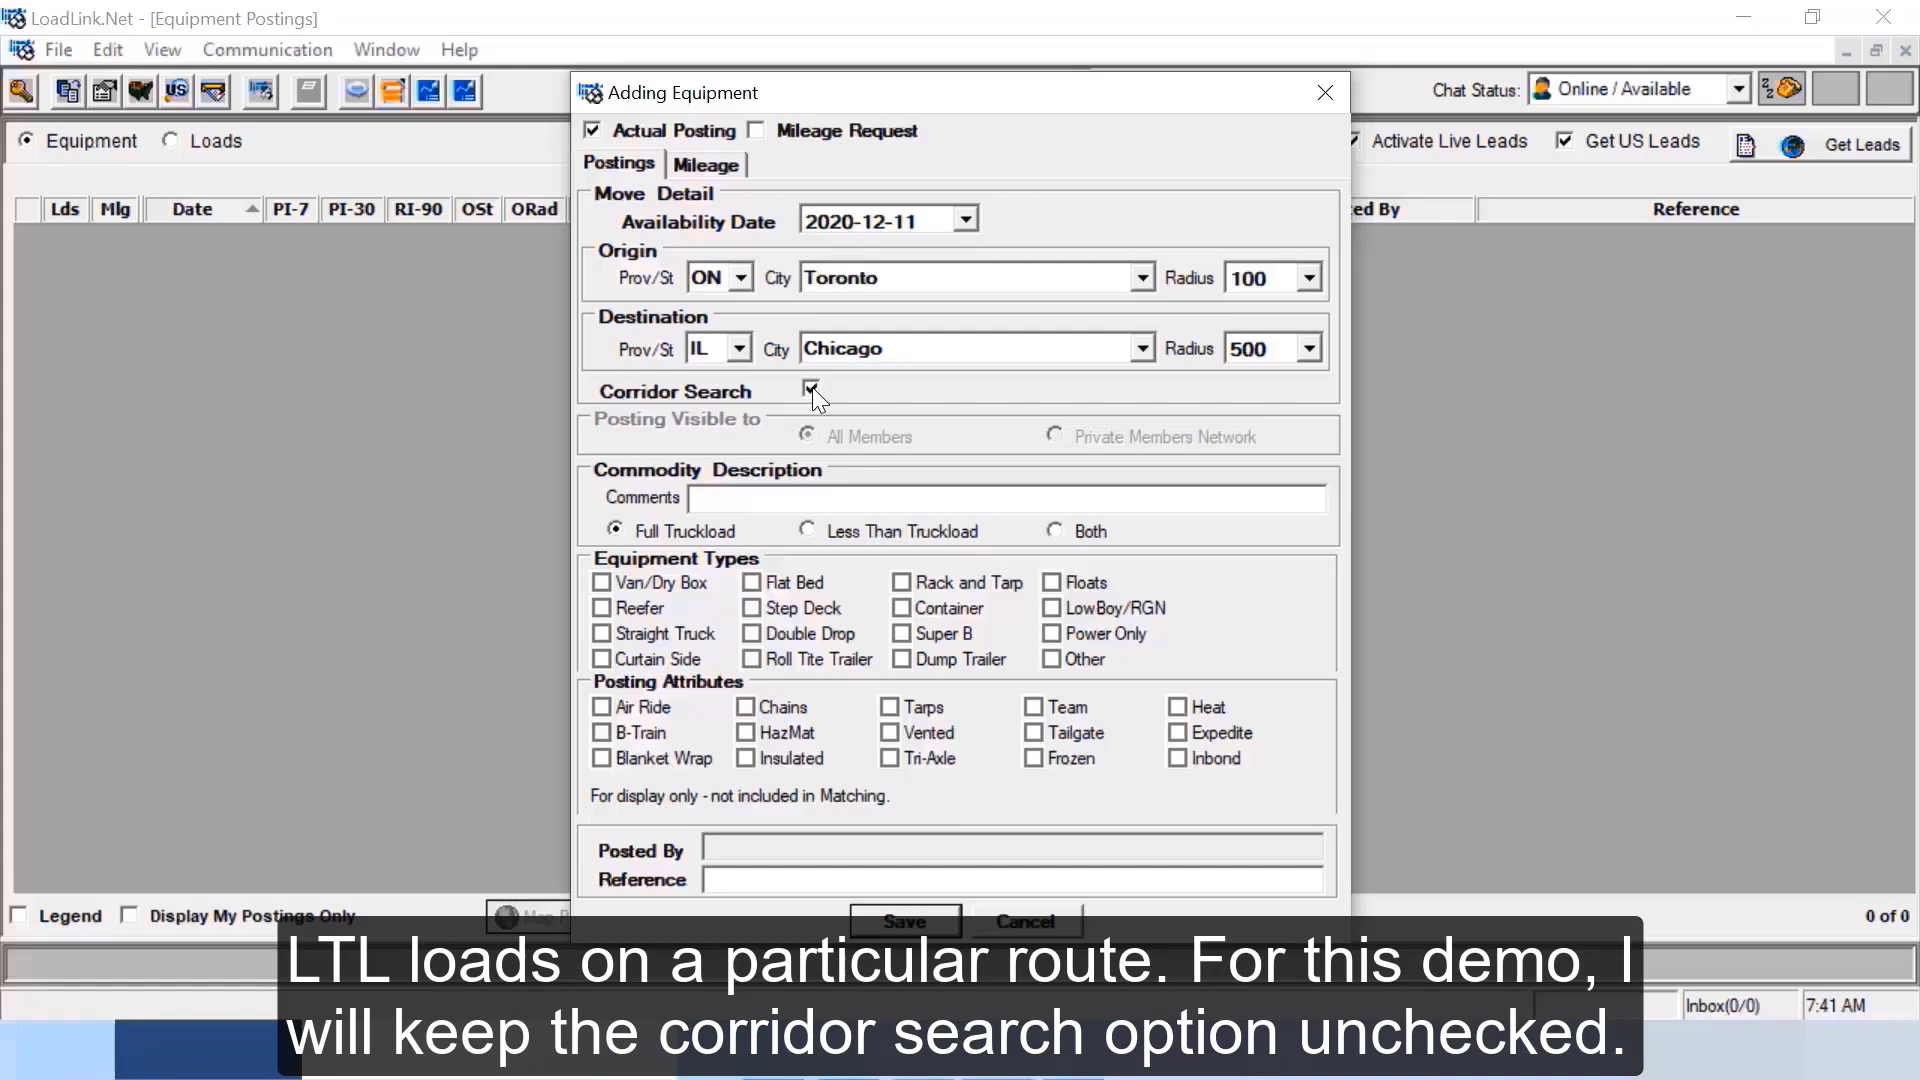 LoadLink.Net - [Equipment Postings]
File Edit View Communication Window Help
Chat Status: Online / Available
Adding Equipment
Equipment Loads
Activate Live Leads Get US Leads Get Leads
Actual Posting Mileage Request
Postings Mileage
Lds Mlg Date PI-7 PI-30 RI-90 OSt ORad ed By Reference
Move Detail
Availability Date 2020-12-11
Origin
Prov/St ON City Toronto Radius 100
Destination
Prov/St IL City Chicago Radius 500
Corridor Search
Posting Visible to
All Members Private Members Network
Commodity Description
Comments
Full Truckload Less Than Truckload Both
Equipment Types
Van/Dry Box Flat Bed Rack and Tarp Floats
Reefer Step Deck Container LowBoy/RGN
Straight Truck Double Drop Super B Power Only
Curtain Side Roll Tite Trailer Dump Trailer Other
Posting Attributes
Air Ride Chains Tarps Team Heat
B-Train HazMat Vented Tailgate Expedite
Blanket Wrap Insulated Tri-Axle Frozen Inbond
For display only - not included in Matching.
Posted By
Reference
Legend Display My Postings Only Map P 0 of 0
Save Cancel
LTL loads on a particular route. For this demo, I
will keep the corridor search option unchecked.
Inbox(0/0) 7:41 AM